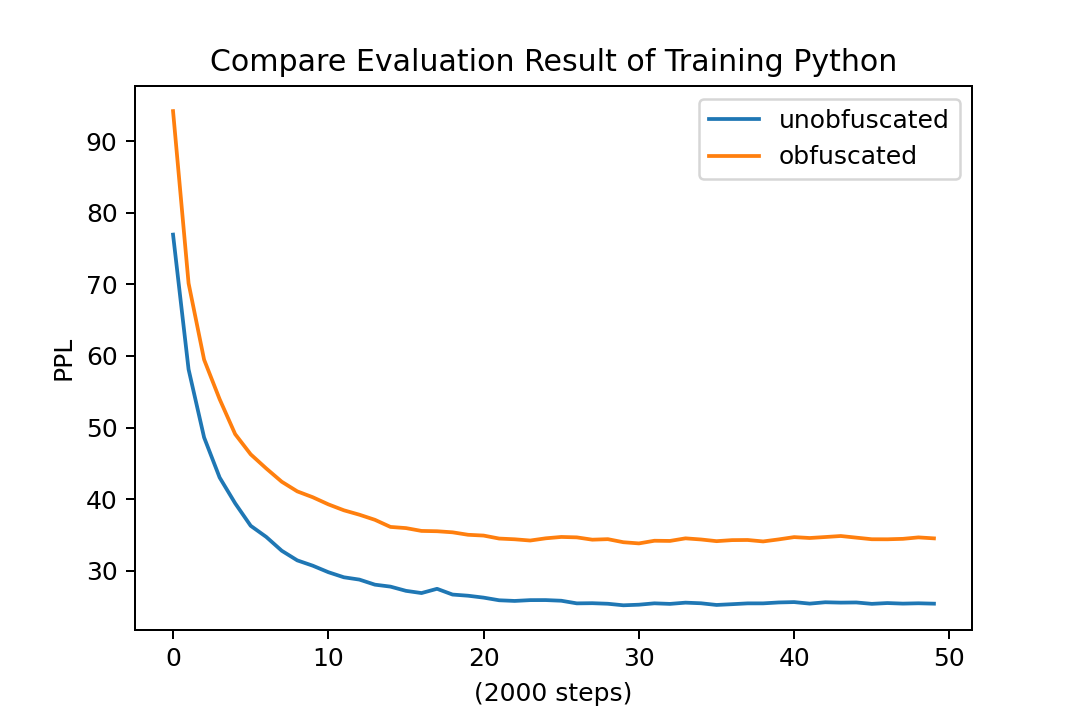 Compare Evaluation Result of Training Python
unobfuscated
obfuscated
PPL
90
80
70
60
50
40
30
0 10 20 30 40 50
(2000 steps)